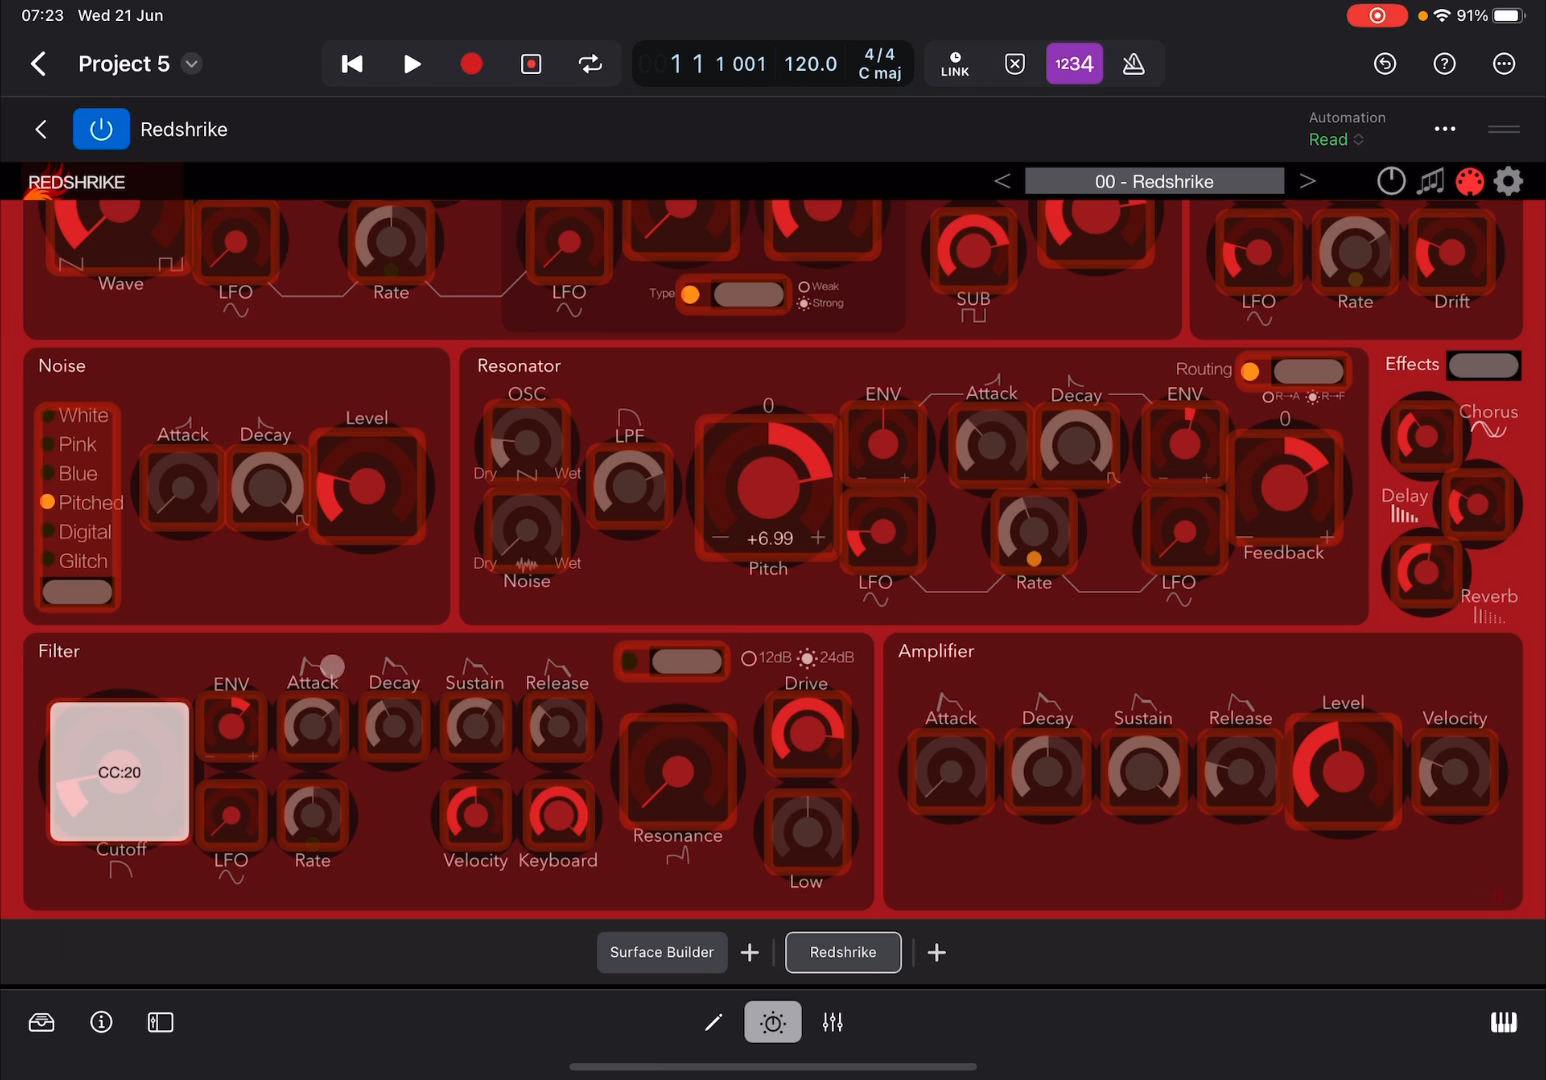 07:23 Wed 21 Jun
91%
Project 5
001 1 1 001
120.0
4/4
C maj
LINK
1234
Redshrike
Automation
Read
REDSHRIKE
< 00 - Redshrike >
Wave
LFO
Rate
LFO
Type
Weak
Strong
SUB
LFO
Rate
Drift
Noise
White
Pink
Blue
Pitched
Digital
Glitch
Attack
Decay
Level
Resonator
OSC
Dry Wet
Dry Wet
Noise
LPF
0
− +6.99 +
Pitch
ENV
− +
LFO
Attack
Decay
Rate
ENV
− +
LFO
Routing
R→A R→F
0
− +
Feedback
Effects
Chorus
Delay
Reverb
Filter
CC:20
Cutoff
ENV
− +
Attack
Decay
Sustain
Release
LFO
Rate
Velocity
Keyboard
12dB 24dB
Resonance
Drive
Low
Amplifier
Attack
Decay
Sustain
Release
Level
Velocity
Surface Builder + Redshrike +